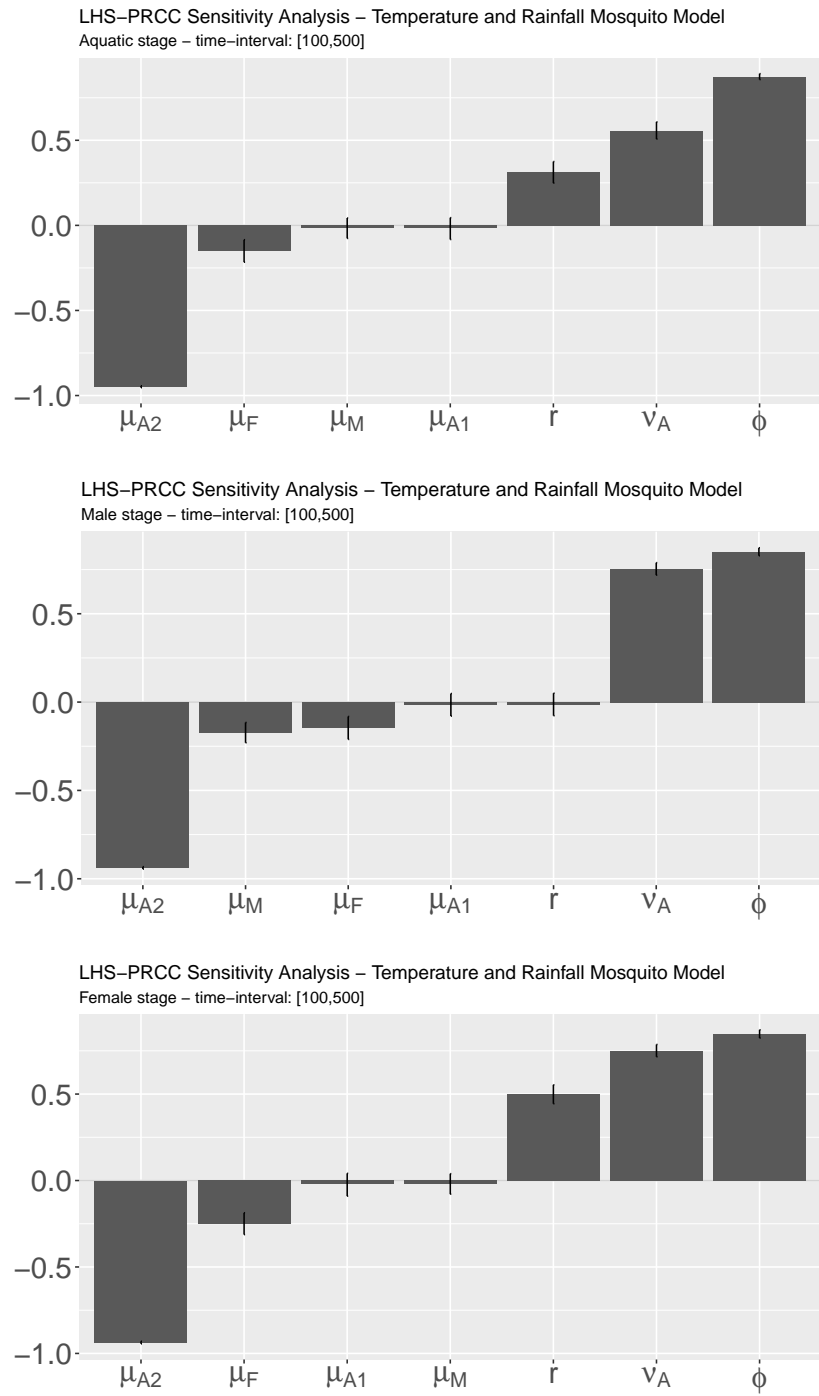 LHS−PRCC Sensitivity Analysis − Temperature and Rainfall Mosquito Model
Aquatic stage − time−interval: [100,500]
0.5
0.0
−0.5
−1.0
μA2 μF μM μA1 r νA ϕ
LHS−PRCC Sensitivity Analysis − Temperature and Rainfall Mosquito Model
Male stage − time−interval: [100,500]
0.5
0.0
−0.5
−1.0
μA2 μM μF μA1 r νA ϕ
LHS−PRCC Sensitivity Analysis − Temperature and Rainfall Mosquito Model
Female stage − time−interval: [100,500]
0.5
0.0
−0.5
−1.0
μA2 μF μA1 μM r νA ϕ